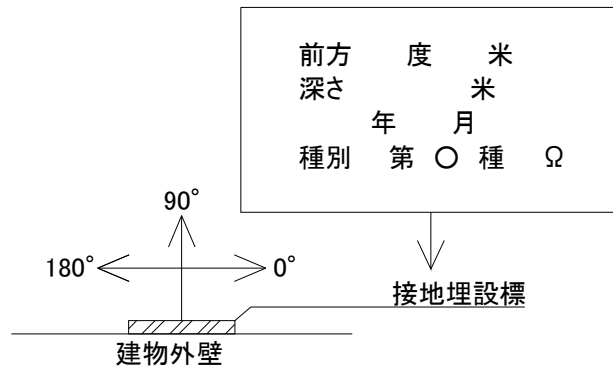 前方 度 米
深さ 米
年 月
種別 第 〇 種 Ω
90°
180°
0°
接地埋設標
建物外壁